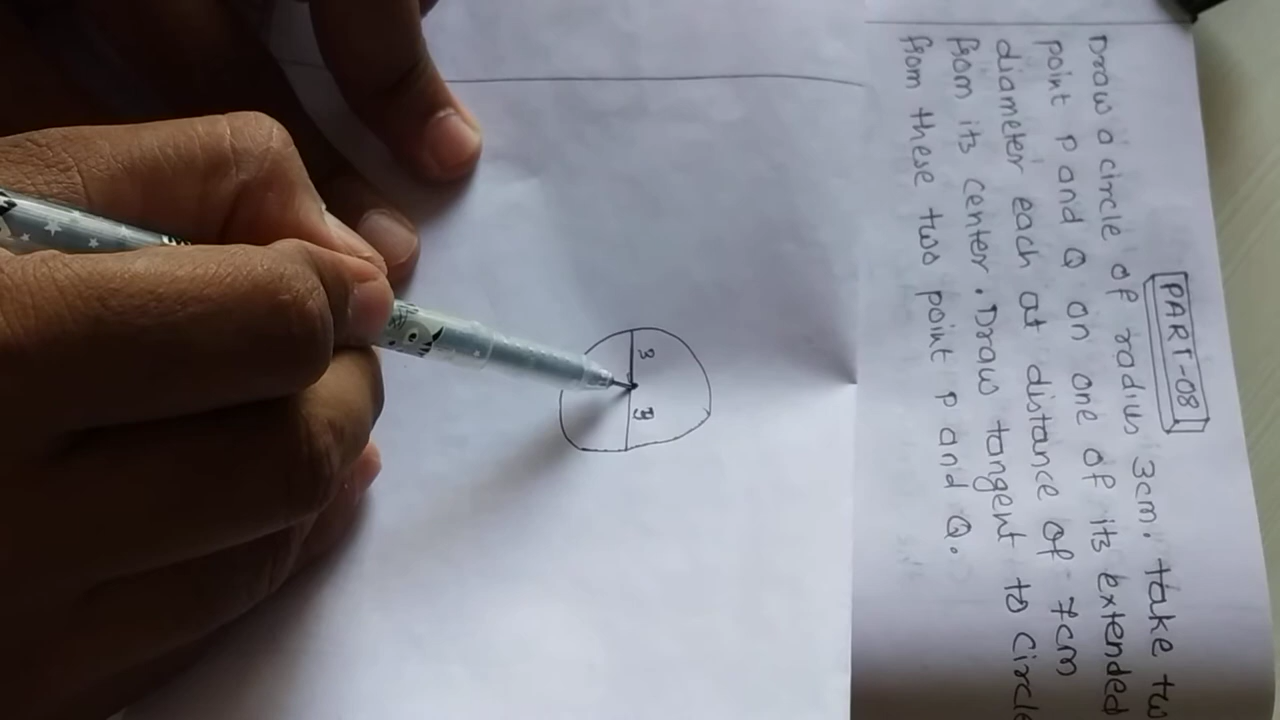 PART-08
Draw a circle of radius 3cm. take tw
point P and Q on one of its extended
diameter each at distance of 7cm
from its center. Draw tangent to circle
from these two point P and Q.
3
3